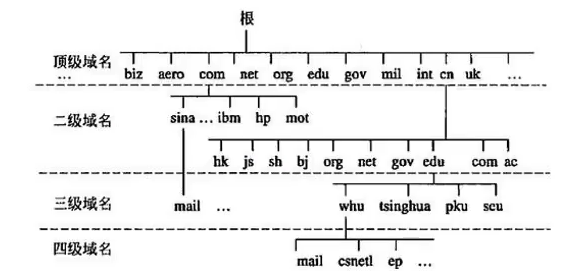 根
顶级域名
… biz aero com net org edu gov mil int cn uk …
二级域名
sina … ibm hp mot
hk js sh bj org net gov edu com ac
三级域名
mail … whu tsinghua pku scu
四级域名
mail csnetl ep …